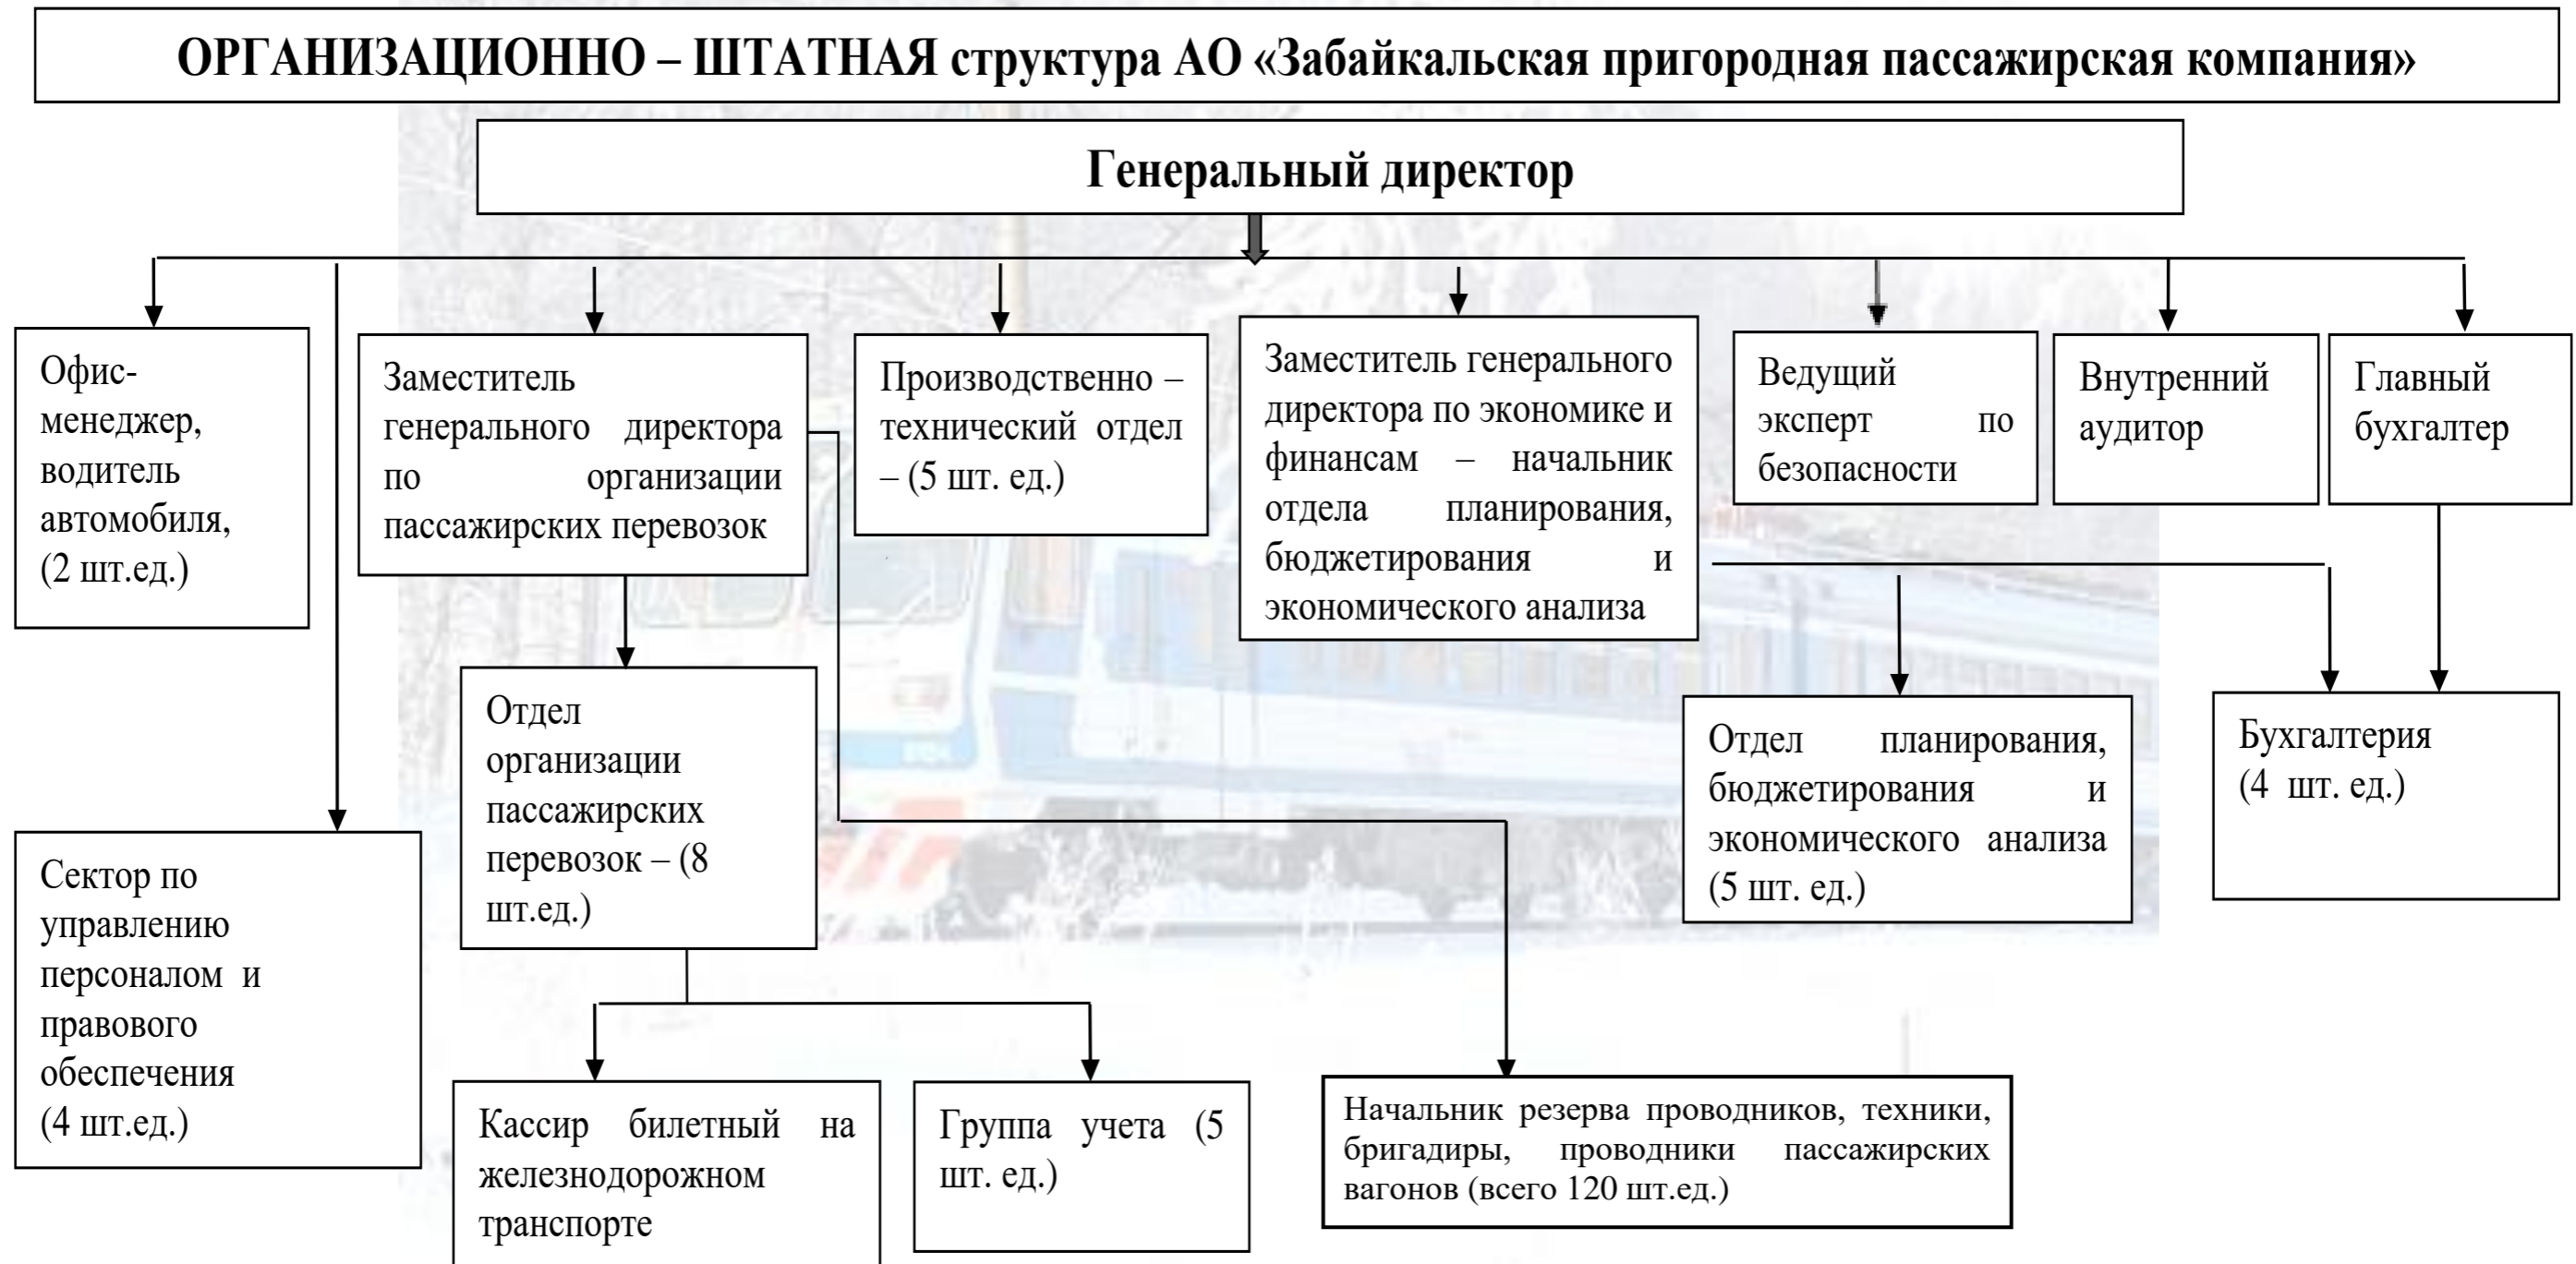 ОРГАНИЗАЦИОННО – ШТАТНАЯ структура АО «Забайкальская пригородная пассажирская компания»
Генеральный директор
Офис-
менеджер,
водитель
автомобиля,
(2 шт.ед.)
Заместитель
генерального директора
по организации
пассажирских перевозок
Производственно –
технический отдел
– (5 шт. ед.)
Заместитель генерального
директора по экономике и
финансам – начальник
отдела планирования,
бюджетирования и
экономического анализа
Ведущий
эксперт по
безопасности
Внутренний
аудитор
Главный
бухгалтер
Отдел
организации
пассажирских
перевозок – (8
шт.ед.)
Отдел планирования,
бюджетирования и
экономического анализа
(5 шт. ед.)
Бухгалтерия
(4 шт. ед.)
Сектор по
управлению
персоналом и
правового
обеспечения
(4 шт.ед.)
Кассир билетный на
железнодорожном
транспорте
Группа учета (5
шт. ед.)
Начальник резерва проводников, техники,
бригадиры, проводники пассажирских
вагонов (всего 120 шт.ед.)